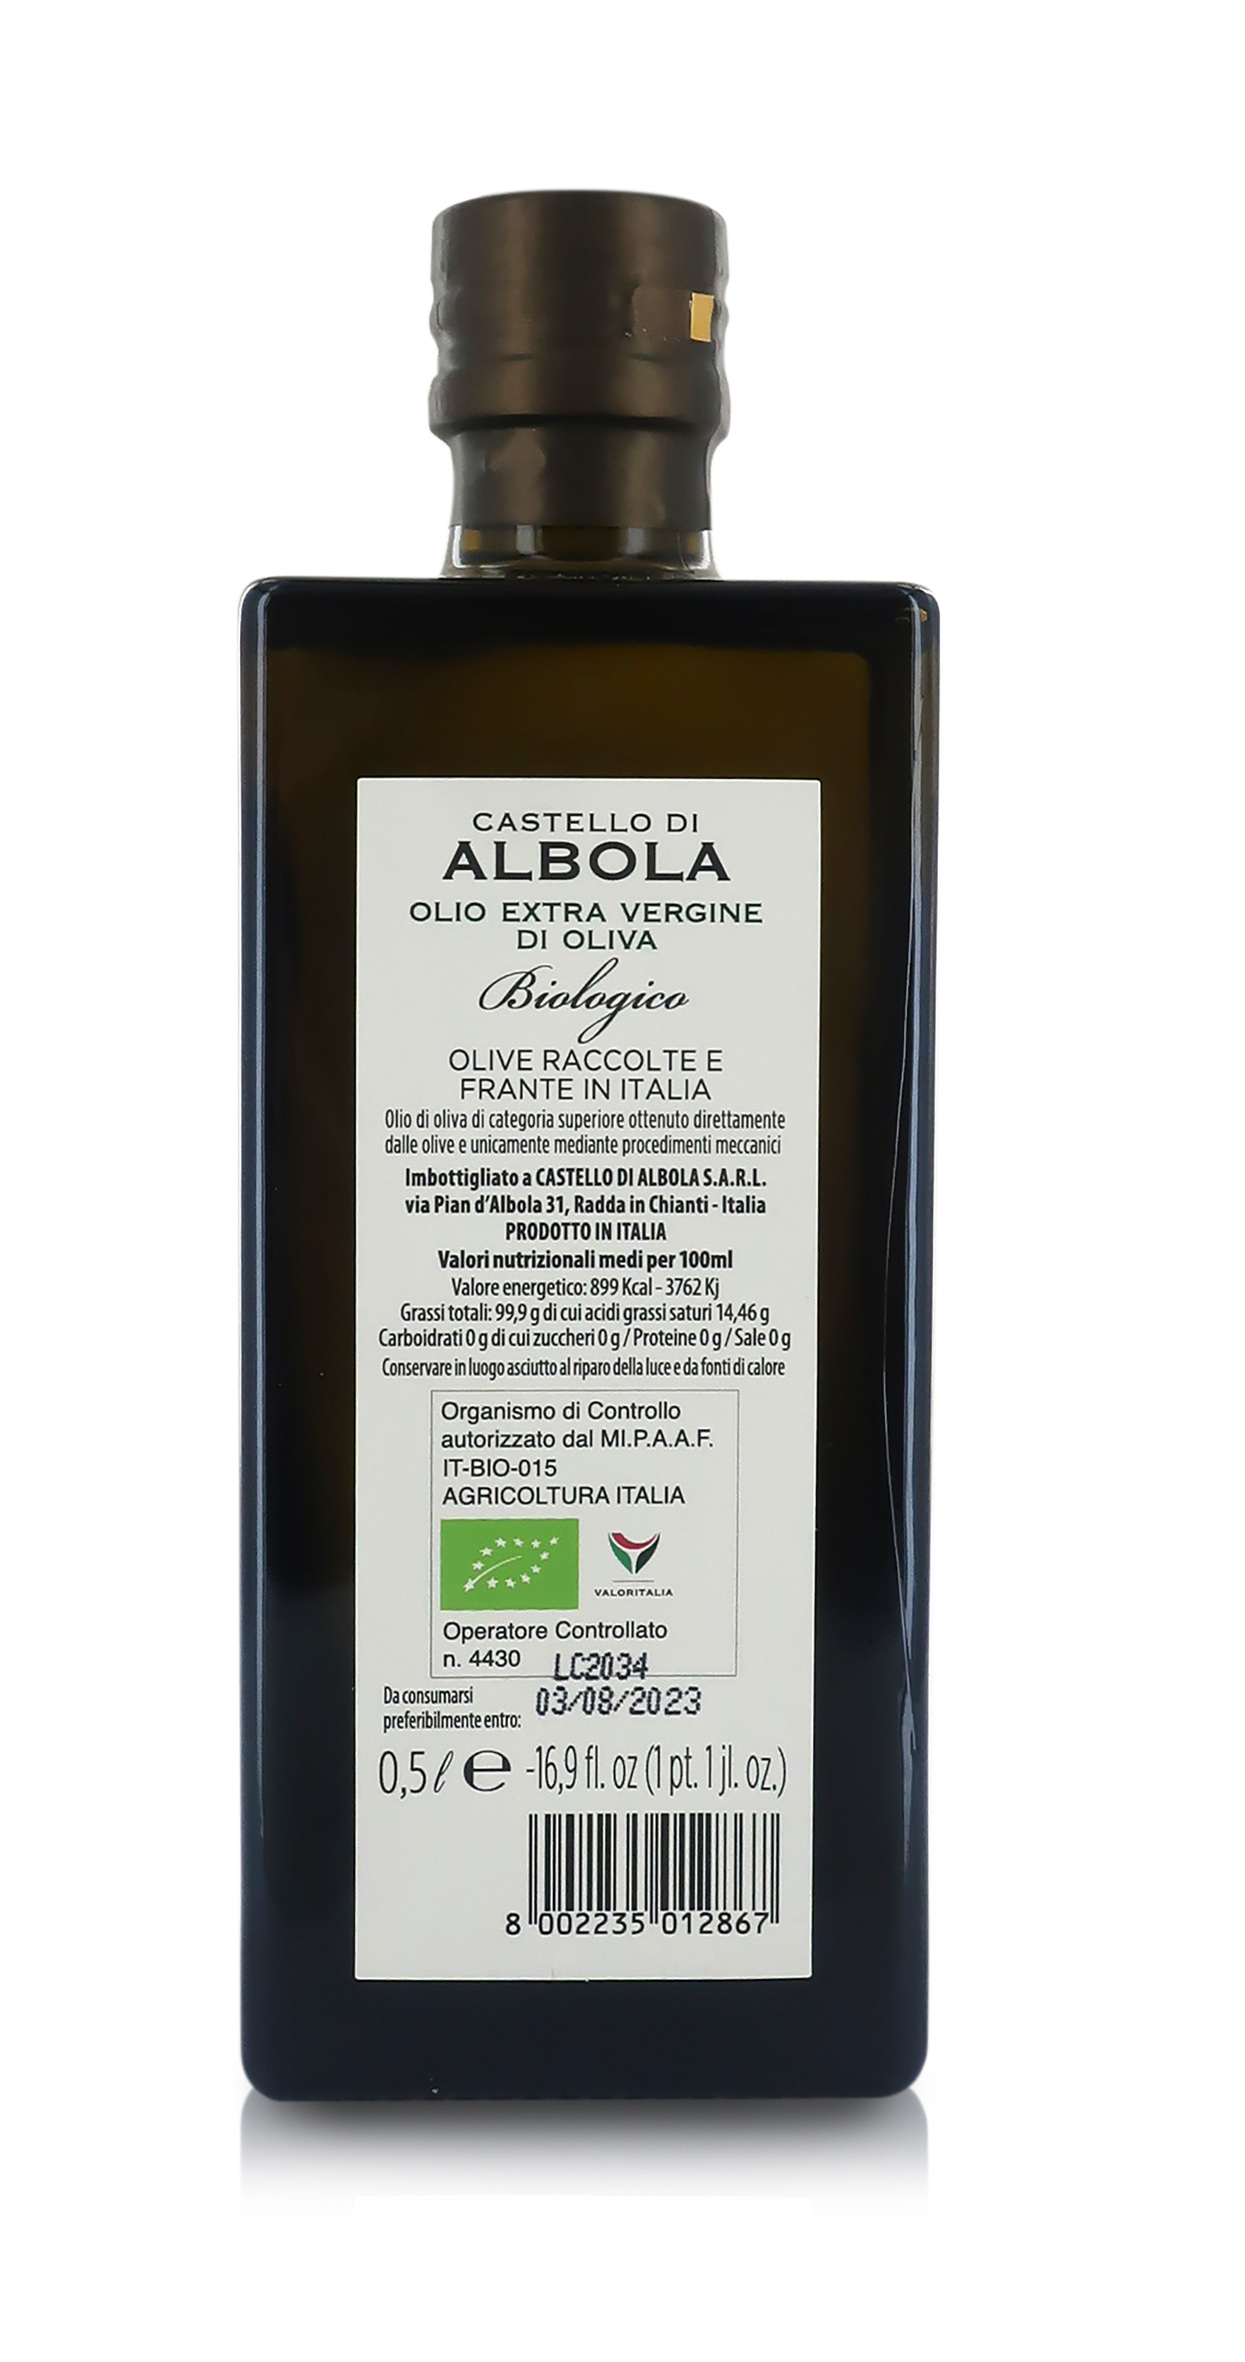 CASTELLO DI
ALBOLA
OLIO EXTRA VERGINE
DI OLIVA
Biologico
OLIVE RACCOLTE E
FRANTE IN ITALIA
Olio di oliva di categoria superiore ottenuto direttamente
dalle olive e unicamente mediante procedimenti meccanici
Imbottigliato a CASTELLO DI ALBOLA S.A.R.L.
via Pian d'Albola 31, Radda in Chianti - Italia
PRODOTTO IN ITALIA
Valori nutrizionali medi per 100ml
Valore energetico: 899 Kcal - 3762 Kj
Grassi totali: 99,9 g di cui acidi grassi saturi 14,46 g
Carboidrati 0 g di cui zuccheri 0 g / Proteine 0 g / Sale 0 g
Conservare in luogo asciutto al riparo della luce e da fonti di calore
Organismo di Controllo
autorizzato dal MI.P.A.A.F.
IT-BIO-015
AGRICOLTURA ITALIA
VALORITALIA
Operatore Controllato
n. 4430
LC2034
Da consumarsi
preferibilmente entro:
03/08/2023
0,5 ℓ ℮ -16,9 fl. oz (1 pt. 1 jl. oz.)
8 002235 012867